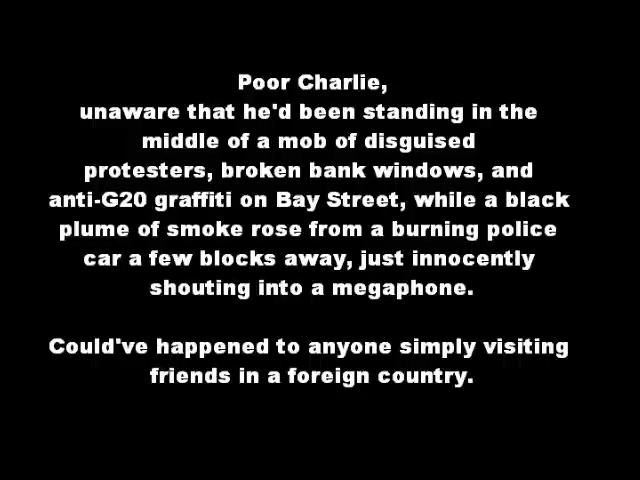 Poor Charlie,
unaware that he'd been standing in the
middle of a mob of disguised
protesters, broken bank windows, and
anti-G20 graffiti on Bay Street, while a black
plume of smoke rose from a burning police
car a few blocks away, just innocently
shouting into a megaphone.
Could've happened to anyone simply visiting
friends in a foreign country.